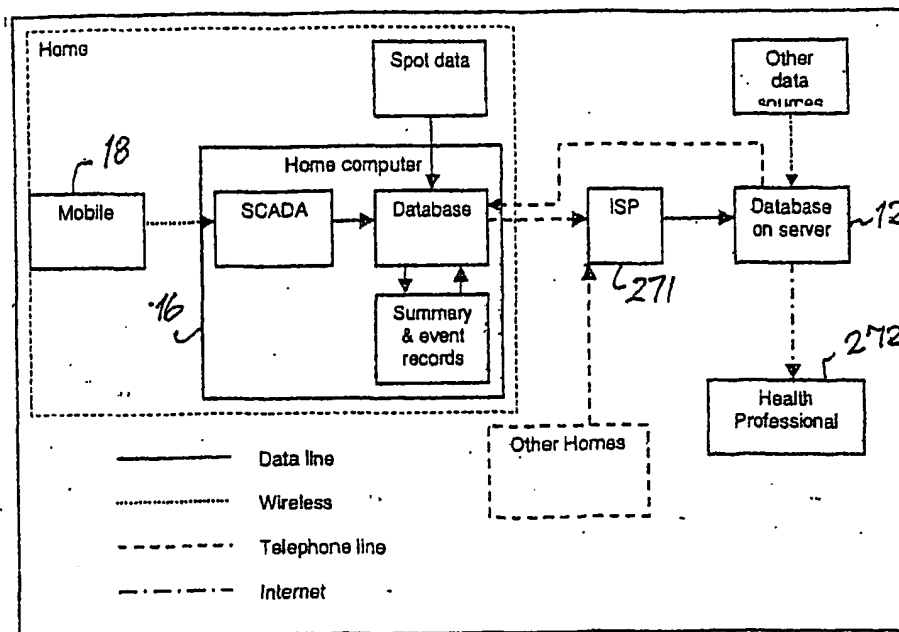 Home
Spot data
Other
data
sources
18
Home computer
Mobile
SCADA
Database
ISP
Database
on server
12
271
16
Summary
& event
records
272
Health
Professional
Other Homes
Data line
Wireless
Telephone line
Internet